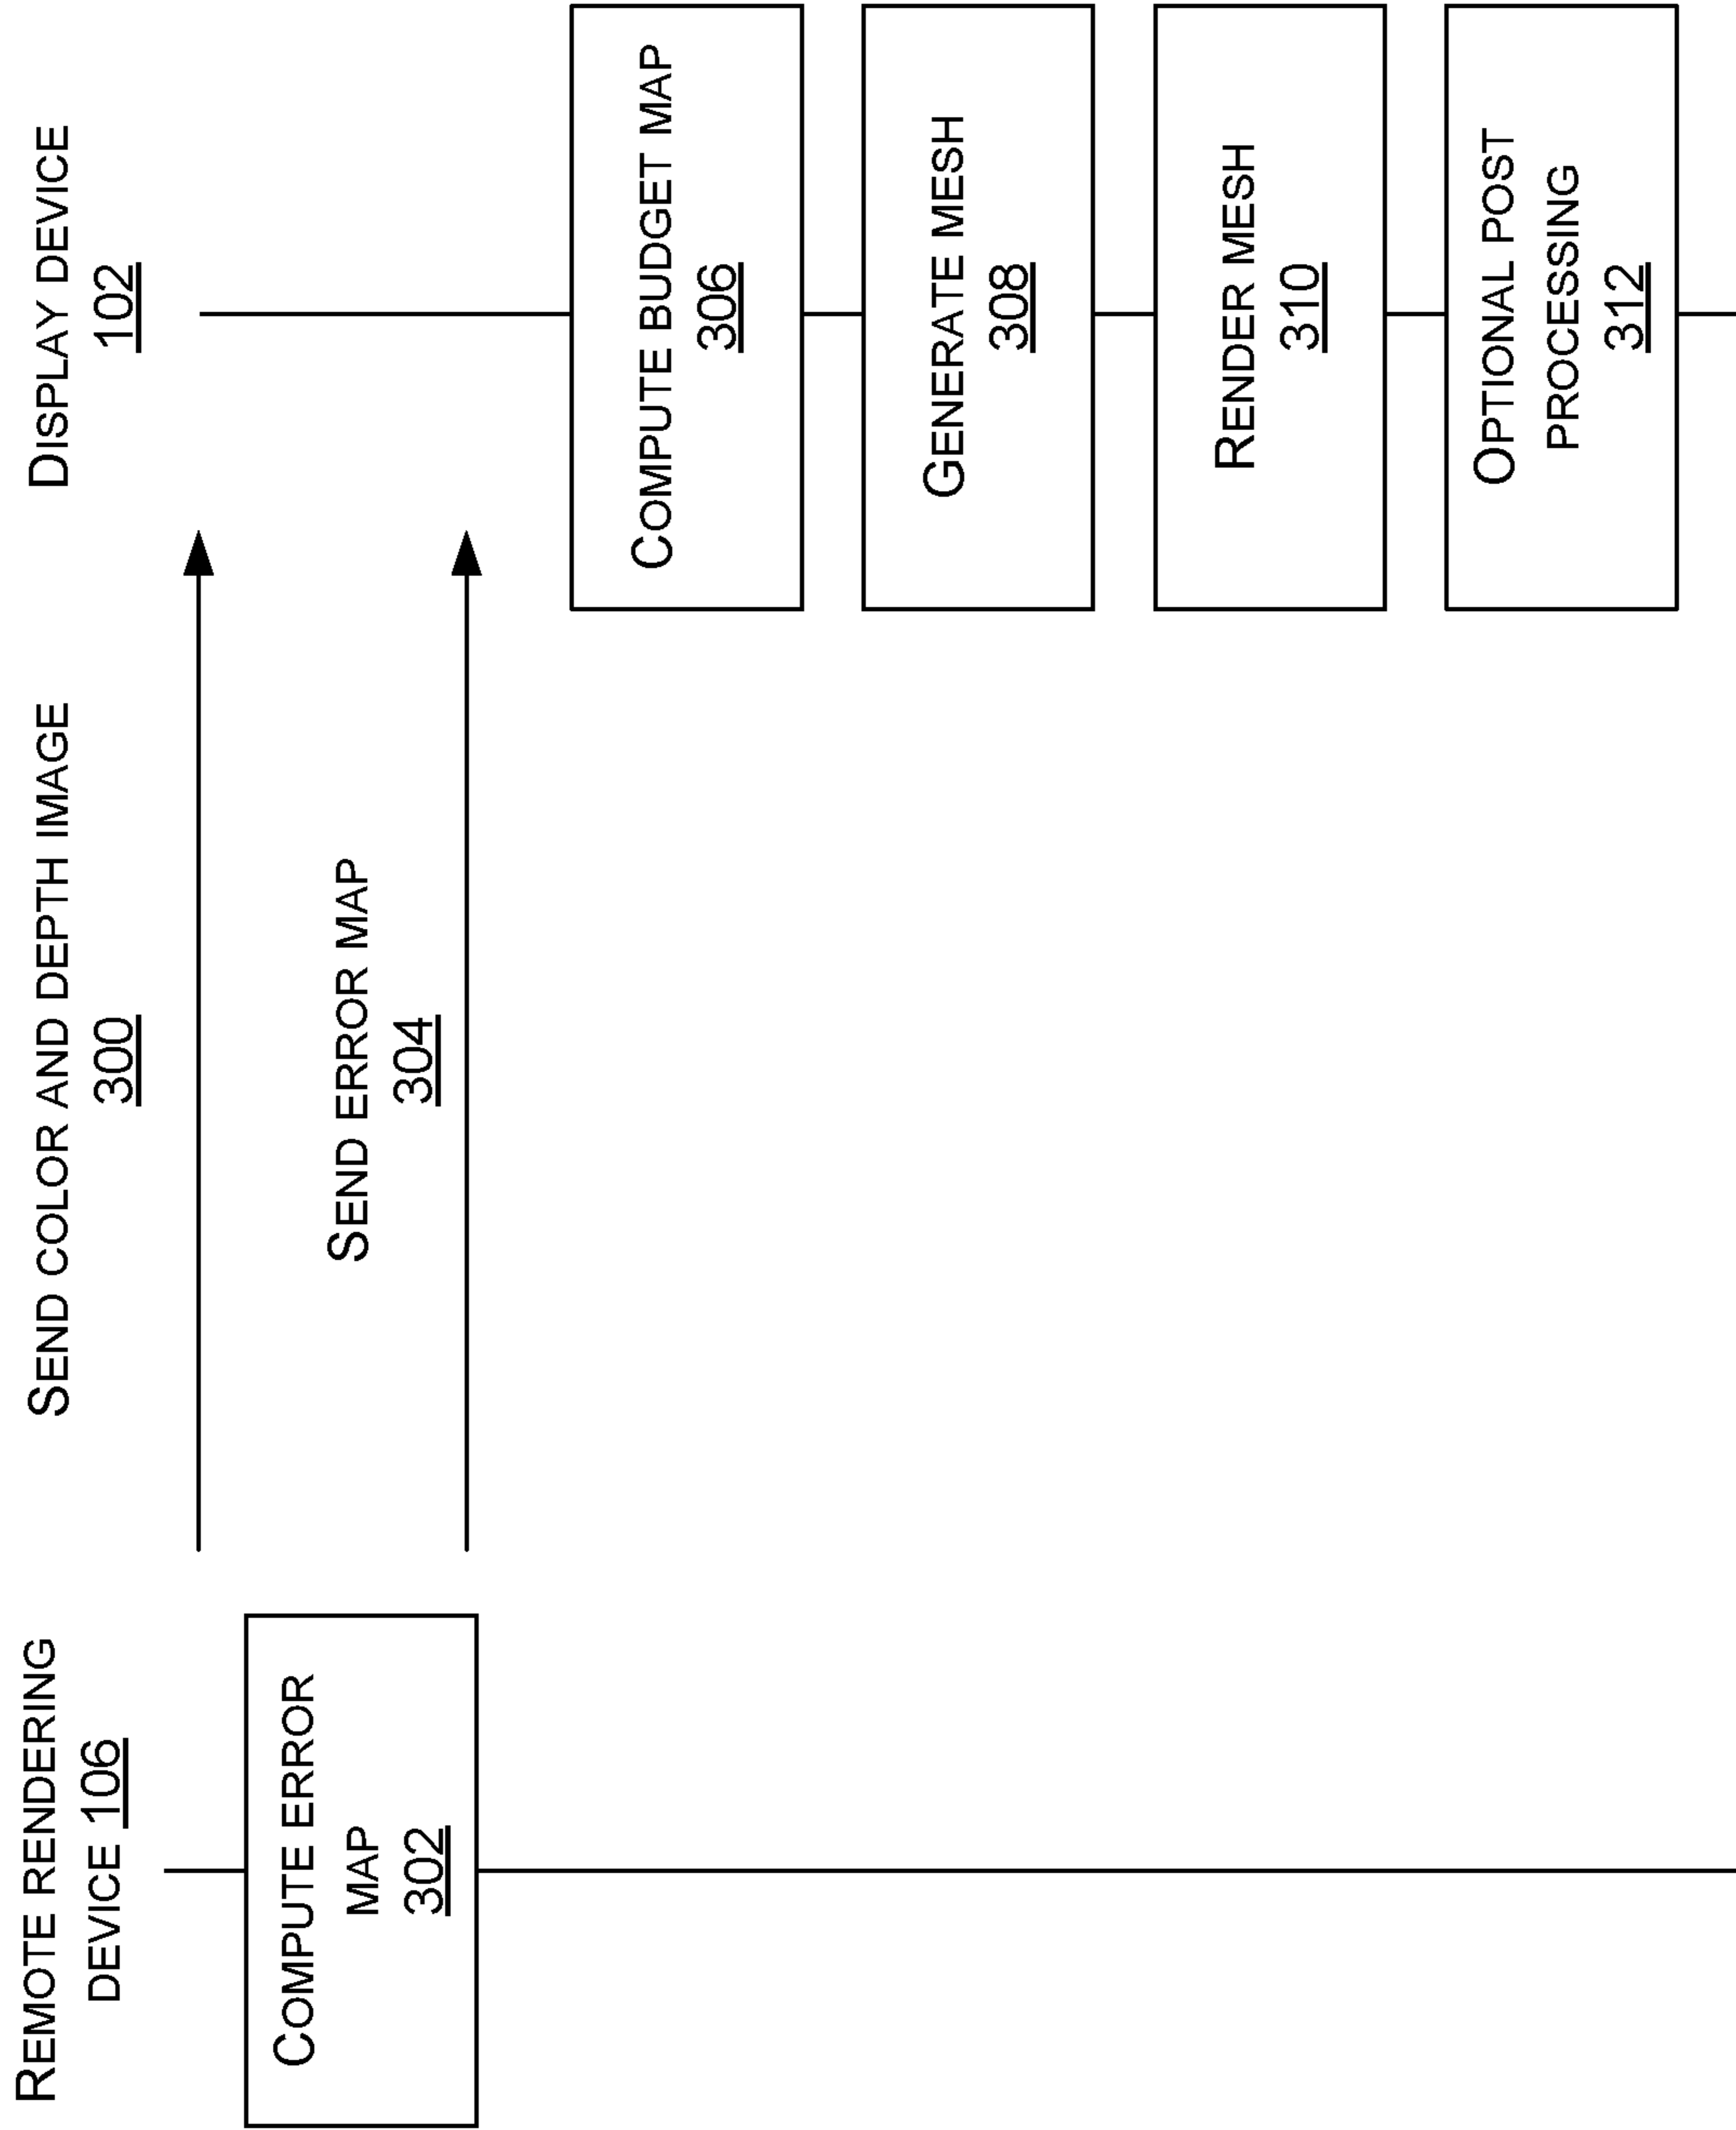 Remote rendering
device 106
Send color and depth image
300
Display device
102
Compute error
map
302
Send error map
304
Compute budget map
306
Generate mesh
308
Render mesh
310
Optional post
processing
312